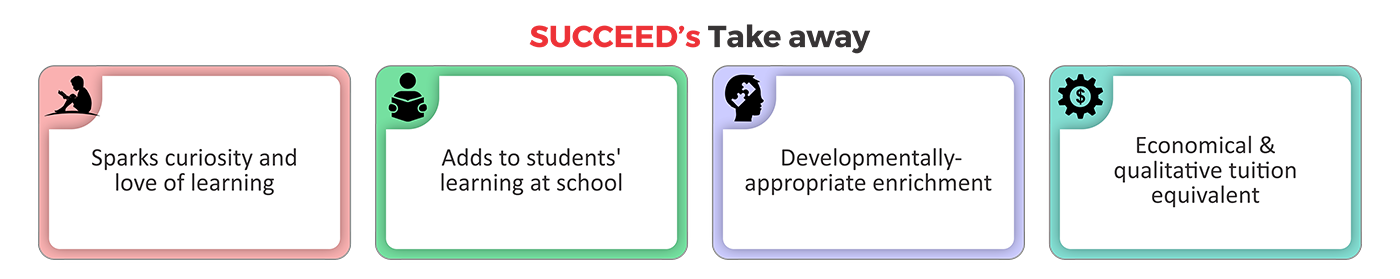 SUCCEED’s Take away
Sparks curiosity and
love of learning
Adds to students'
learning at school
Developmentally-
appropriate enrichment
$
Economical &
qualitative tuition
equivalent